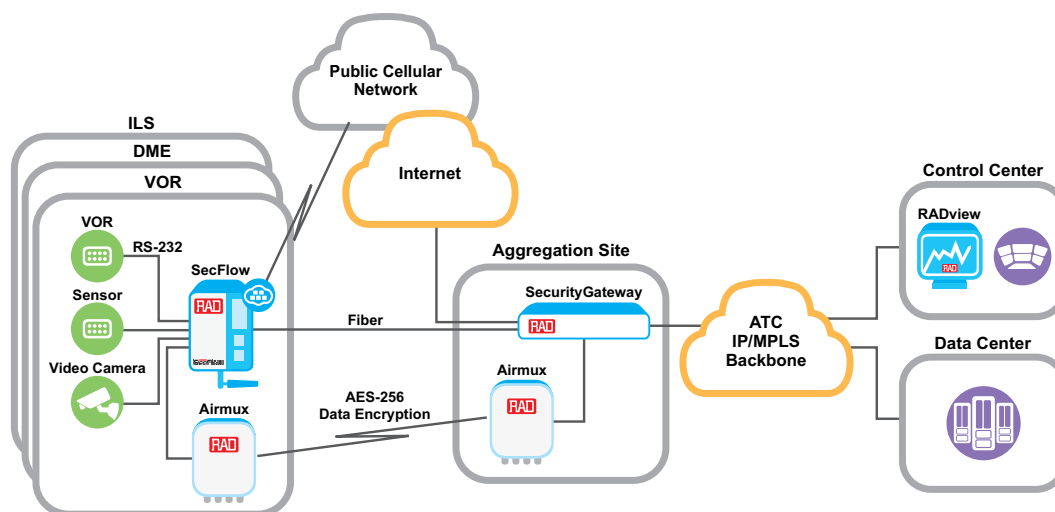 Public Cellular
Network
Internet
ILS
DME
VOR
VOR
RS-232
SecFlow
RAD
Sensor
Video Camera
Airmux
RAD
Fiber
AES-256
Data Encryption
Aggregation Site
SecurityGateway
RAD
Airmux
RAD
ATC
IP/MPLS
Backbone
Control Center
RADview
RAD
Data Center